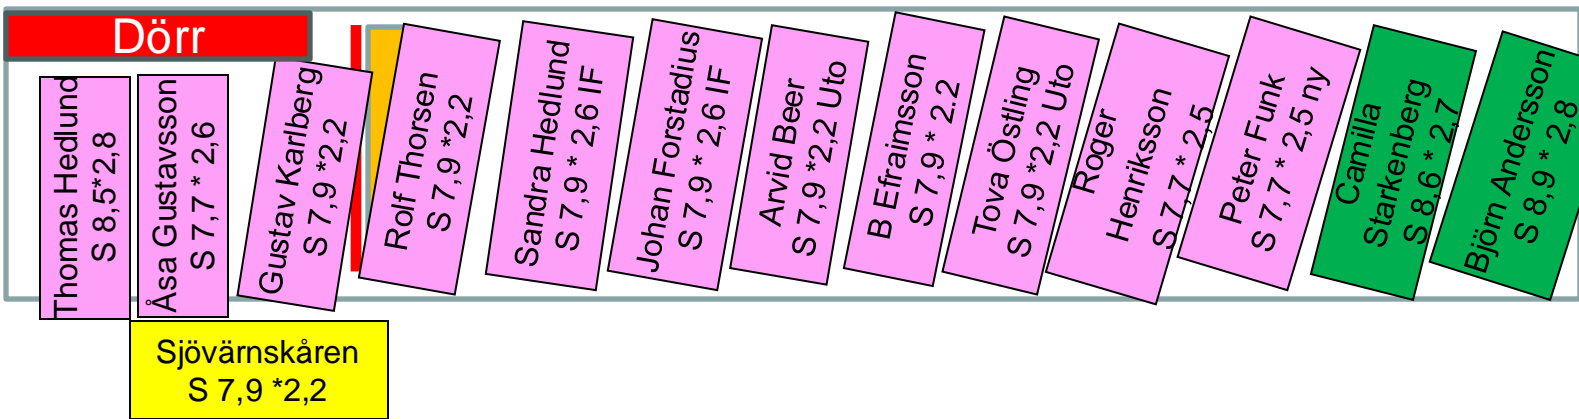 Dörr
Thomas Hedlund
S 8,5*2,8
Åsa Gustavsson
S 7,7 * 2,6
Gustav Karlberg
S 7,9 *2,2
Rolf Thorsen
S 7,9 *2,2
Sandra Hedlund
S 7,9 * 2,6 IF
Johan Forstadius
S 7,9 * 2,6 IF
Arvid Beer
S 7,9 *2,2 Uto
B Efraimsson
S 7,9 * 2.2
Tova Östling
S 7,9 *2,2 Uto
Roger
Henriksson
S 7,7 * 2,5
Peter Funk
S 7,7 * 2,5 ny
Camilla
Starkenberg
S 8,6 * 2,7
Björn Andersson
S 8,9 * 2,8
Sjövärnskåren
S 7,9 *2,2